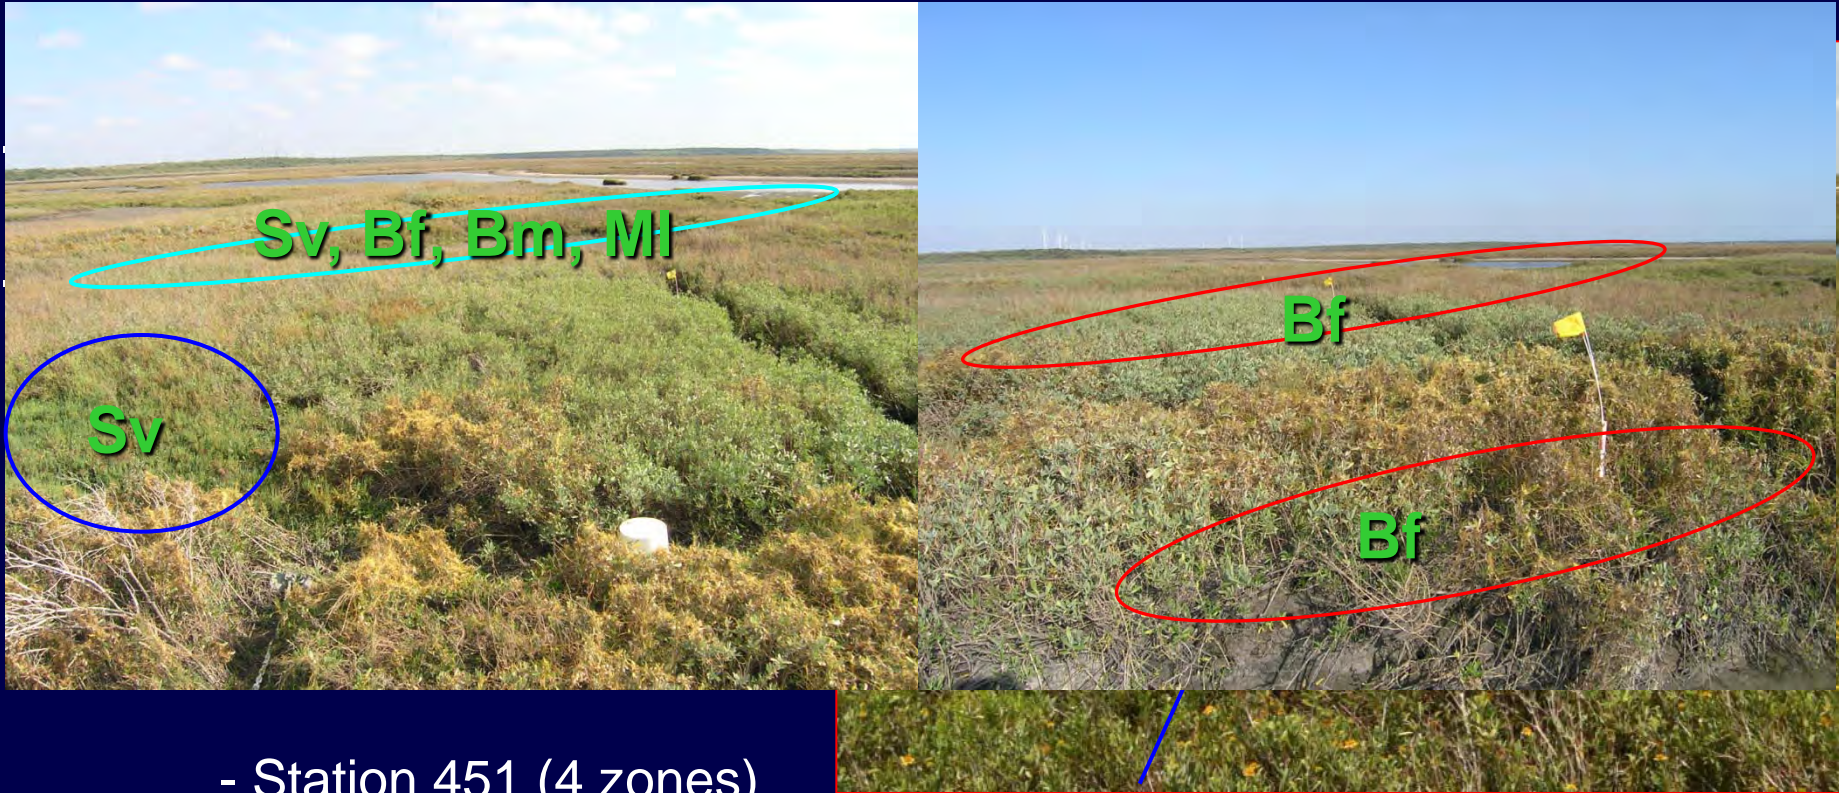 Sv, Bf, Bm, Ml
Sv
Bf
Bf
- Station 451 (4 zones)